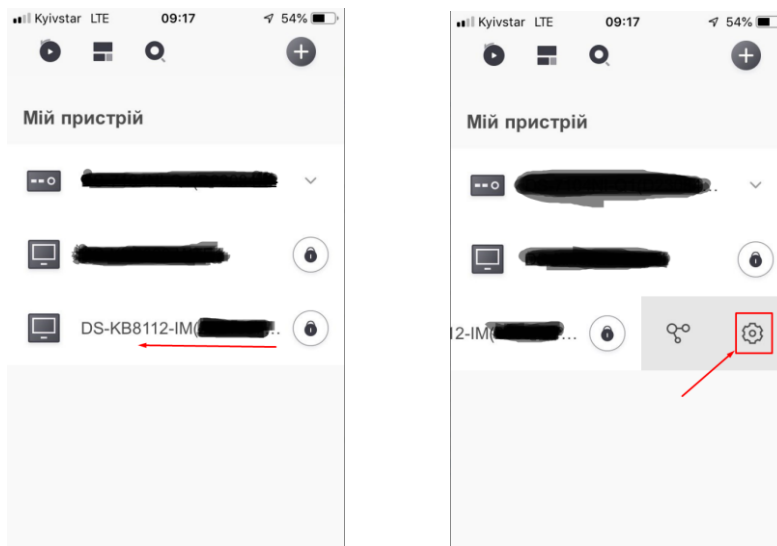 Kyivstar LTE 09:17 54%
Мій пристрій
DS-KB8112-IM(
Kyivstar LTE 09:17 54%
Мій пристрій
12-IM(